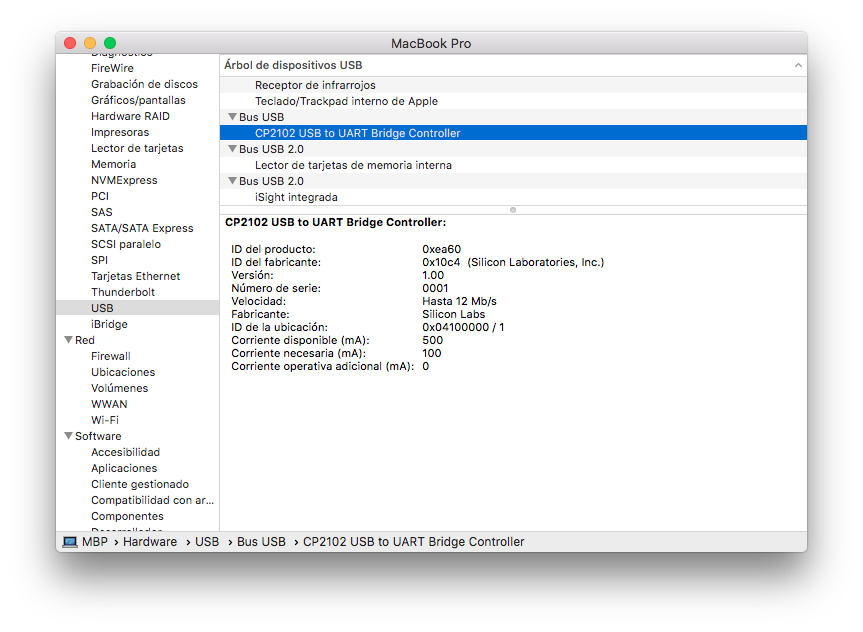 MacBook Pro
Diagnósticos
FireWire
Grabación de discos
Gráficos/pantallas
Hardware RAID
Impresoras
Lector de tarjetas
Memoria
NVMExpress
PCI
SAS
SATA/SATA Express
SCSI paralelo
SPI
Tarjetas Ethernet
Thunderbolt
USB
iBridge
Red
Firewall
Ubicaciones
Volúmenes
WWAN
Wi-Fi
Software
Accesibilidad
Aplicaciones
Cliente gestionado
Compatibilidad con ar...
Componentes
Desarrollador
Árbol de dispositivos USB
Receptor de infrarrojos
Teclado/Trackpad interno de Apple
Bus USB
CP2102 USB to UART Bridge Controller
Bus USB 2.0
Lector de tarjetas de memoria interna
Bus USB 2.0
iSight integrada
CP2102 USB to UART Bridge Controller:
ID del producto: 0xea60
ID del fabricante: 0x10c4 (Silicon Laboratories, Inc.)
Versión: 1.00
Número de serie: 0001
Velocidad: Hasta 12 Mb/s
Fabricante: Silicon Labs
ID de la ubicación: 0x04100000 / 1
Corriente disponible (mA): 500
Corriente necesaria (mA): 100
Corriente operativa adicional (mA): 0
MBP › Hardware › USB › Bus USB › CP2102 USB to UART Bridge Controller